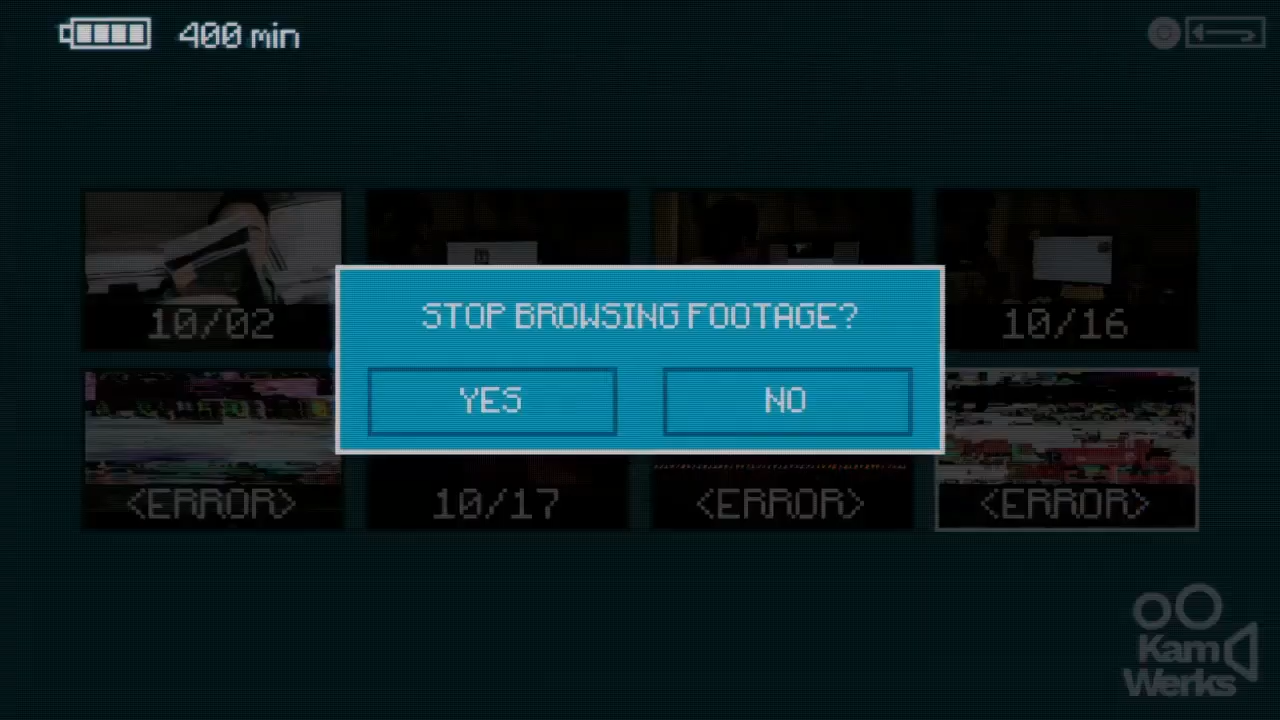 400 min
STOP BROWSING FOOTAGE?
YES NO
10/02 10/16
<ERROR> 10/17 <ERROR> <ERROR>
Kam
Werks